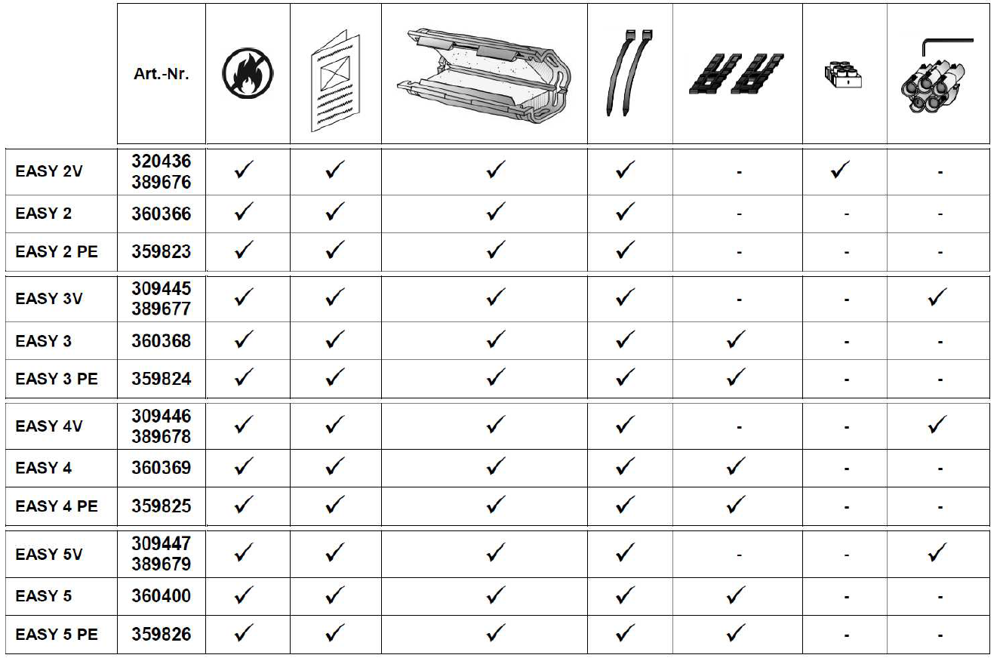 Art.-Nr.
EASY 2V 320436 ✓ ✓ ✓ ✓ - ✓ -
389676
EASY 2 360366 ✓ ✓ ✓ ✓ - - -
EASY 2 PE 359823 ✓ ✓ ✓ ✓ - - -
EASY 3V 309445 ✓ ✓ ✓ ✓ - - ✓
389677
EASY 3 360368 ✓ ✓ ✓ ✓ ✓ - -
EASY 3 PE 359824 ✓ ✓ ✓ ✓ ✓ - -
EASY 4V 309446 ✓ ✓ ✓ ✓ - - ✓
389678
EASY 4 360369 ✓ ✓ ✓ ✓ ✓ - -
EASY 4 PE 359825 ✓ ✓ ✓ ✓ ✓ - -
EASY 5V 309447 ✓ ✓ ✓ ✓ - - ✓
389679
EASY 5 360400 ✓ ✓ ✓ ✓ ✓ - -
EASY 5 PE 359826 ✓ ✓ ✓ ✓ ✓ - -